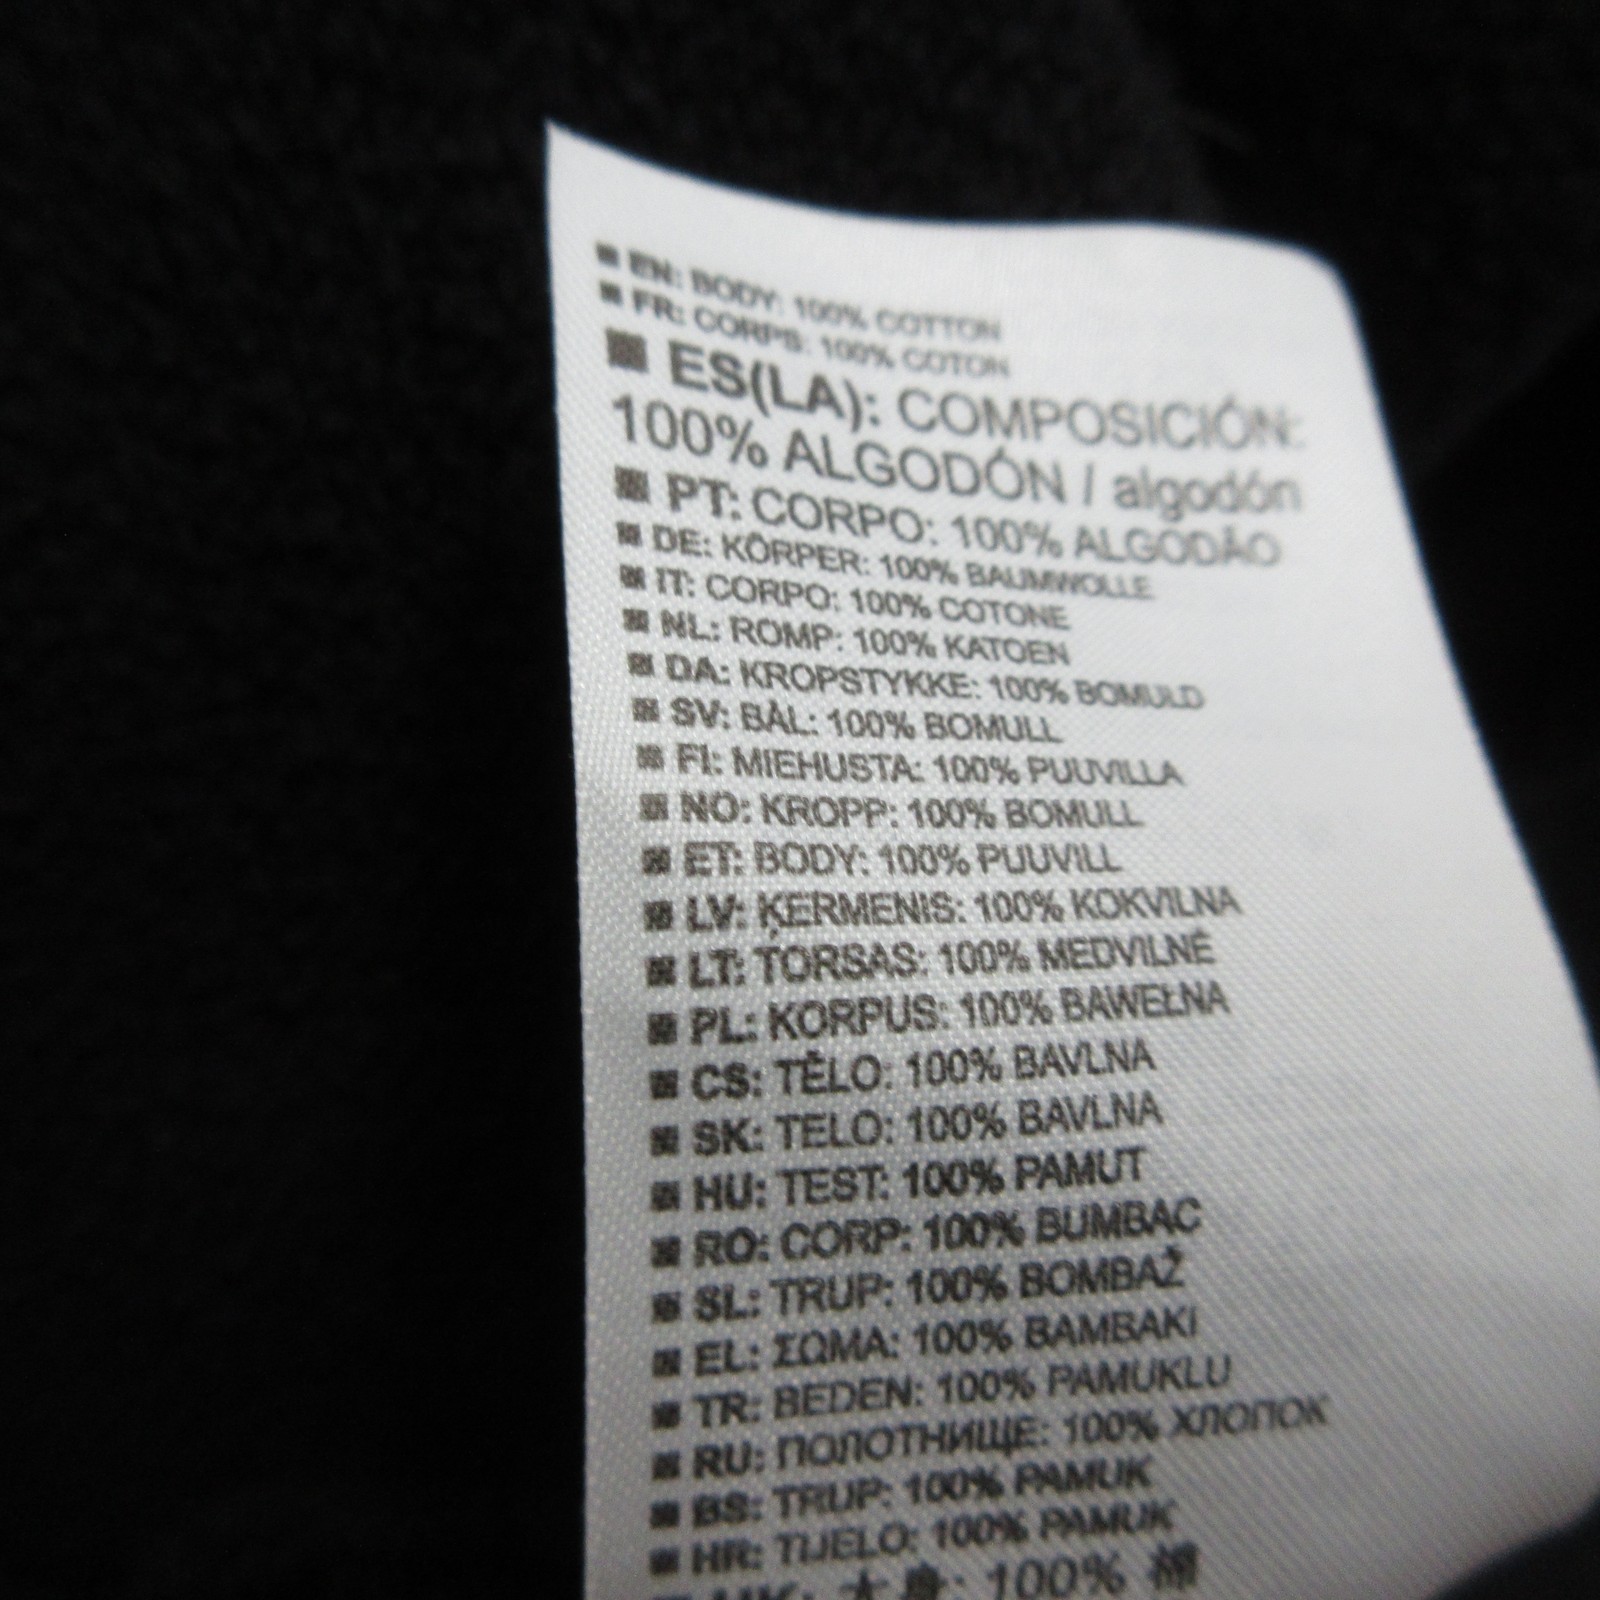 ■ EN: BODY: 100% COTTON
■ FR: CORPS: 100% COTON
■ ES(LA): COMPOSICIÓN:
100% ALGODÓN / algodón
■ PT: CORPO: 100% ALGODÃO
■ DE: KÖRPER: 100% BAUMWOLLE
■ IT: CORPO: 100% COTONE
■ NL: ROMP: 100% KATOEN
■ DA: KROPSTYKKE: 100% BOMULD
■ SV: BÅL: 100% BOMULL
■ FI: MIEHUSTA: 100% PUUVILLA
■ NO: KROPP: 100% BOMULL
■ ET: BODY: 100% PUUVILL
■ LV: ĶERMENIS: 100% KOKVILNA
■ LT: TORSAS: 100% MEDVILNĖ
■ PL: KORPUS: 100% BAWEŁNA
■ CS: TĚLO: 100% BAVLNA
■ SK: TELO: 100% BAVLNA
■ HU: TEST: 100% PAMUT
■ RO: CORP: 100% BUMBAC
■ SL: TRUP: 100% BOMBAŽ
■ EL: ΣΩΜΑ: 100% ΒΑΜΒΑΚΙ
■ TR: BEDEN: 100% PAMUKLU
■ RU: ПОЛОТНИЩЕ: 100% ХЛОПОК
■ BS: TRUP: 100% PAMUK
■ HR: TIJELO: 100% PAMUK
■ HK: 大身: 100% 棉